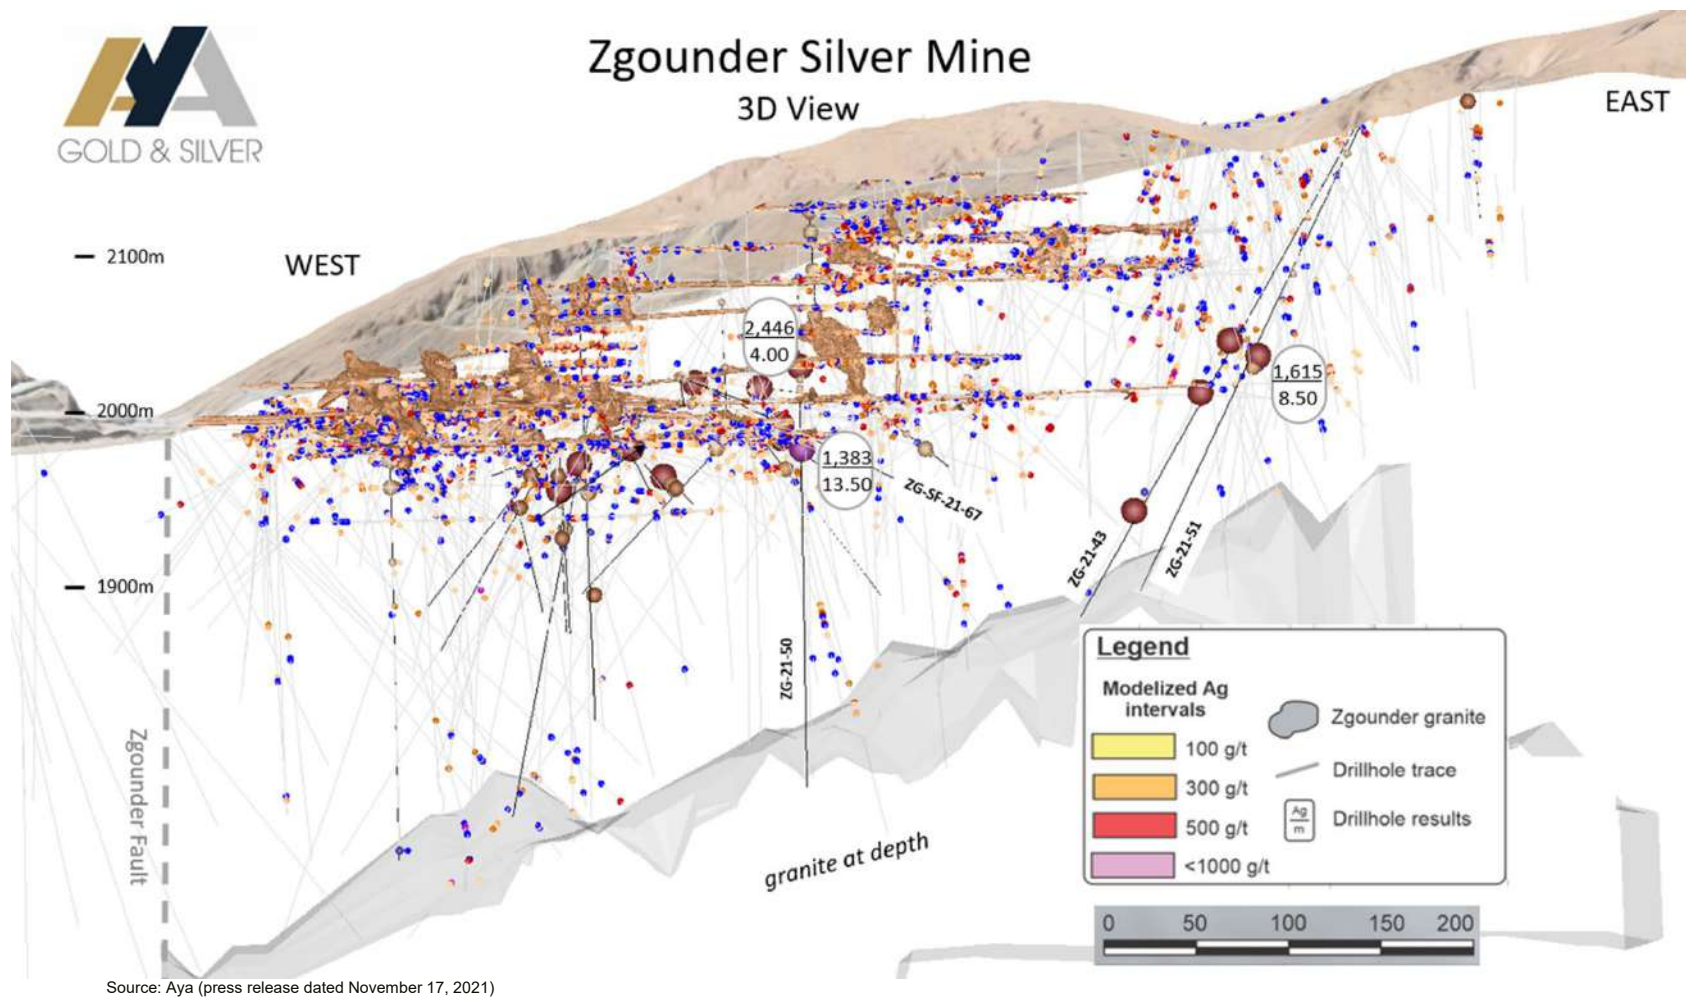 AYA
GOLD & SILVER
Zgounder Silver Mine
3D View
EAST
WEST
2100m
2000m
1900m
2,446
4.00
1,615
8.50
1,383
13.50
ZG-SF-21-67
ZG-21-43
ZG-21-51
ZG-21-50
Zgounder Fault
granite at depth
Legend
Modelized Ag
intervals
100 g/t
300 g/t
500 g/t
<1000 g/t
Zgounder granite
Drillhole trace
Ag
m
Drillhole results
0 50 100 150 200
Source: Aya (press release dated November 17, 2021)